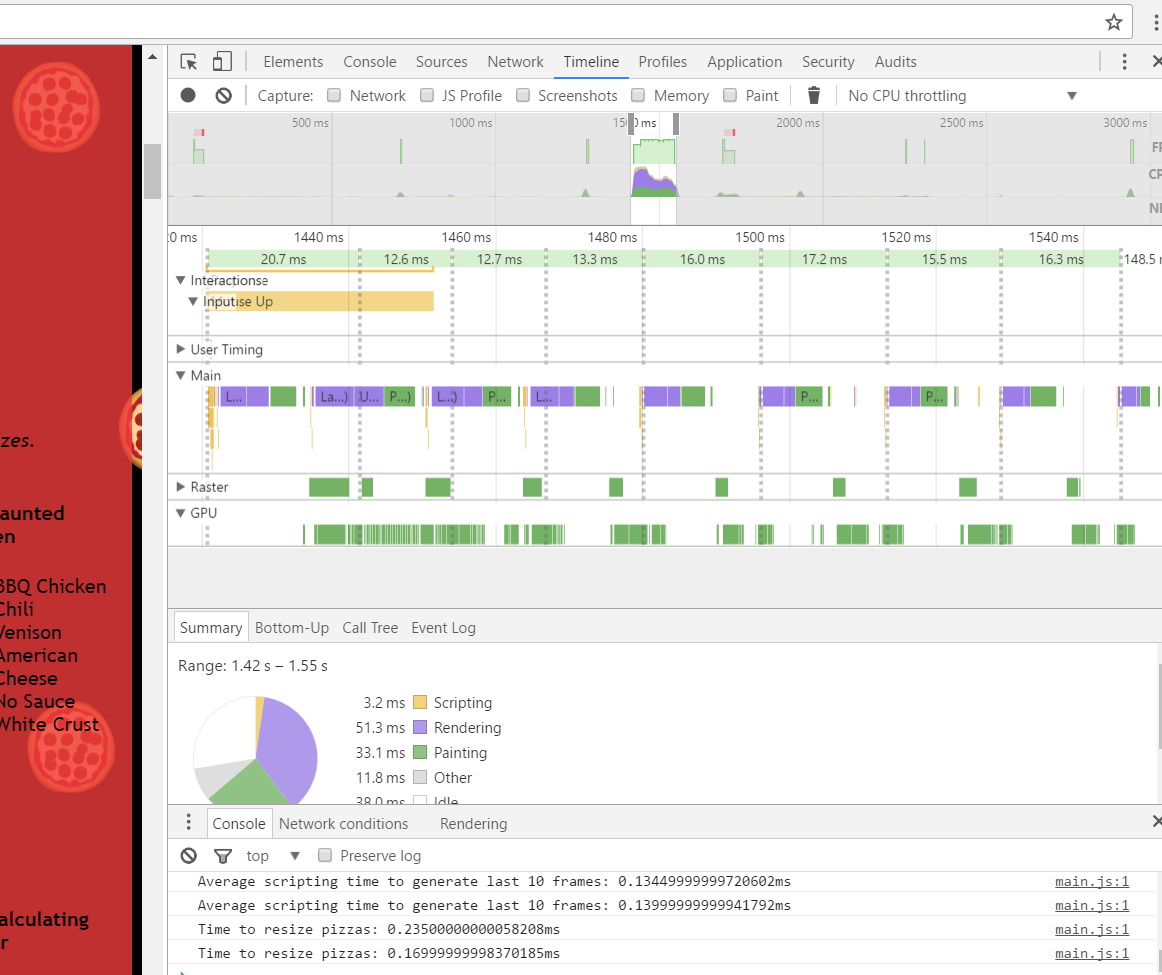 Elements Console Sources Network Timeline Profiles Application Security Audits
Capture: Network JS Profile Screenshots Memory Paint No CPU throttling
500 ms 1000 ms ms 2000 ms 2500 ms 3000 ms
0 ms 1440 ms 1460 ms 1480 ms 1500 ms 1520 ms 1540 ms
20.7 ms 12.6 ms 12.7 ms 13.3 ms 16.0 ms 17.2 ms 15.5 ms 16.3 ms 148.5
Interactionse
Input Up
User Timing
Main
L... La...) U... P...) L...) P... L... P... P...
Raster
GPU
Summary Bottom-Up Call Tree Event Log
Range: 1.42 s – 1.55 s
3.2 ms Scripting
51.3 ms Rendering
33.1 ms Painting
11.8 ms Other
38.0 ms Idle
Console Network conditions Rendering
top Preserve log
Average scripting time to generate last 10 frames: 0.13449999999720602ms main.js:1
Average scripting time to generate last 10 frames: 0.13999999999941792ms main.js:1
Time to resize pizzas: 0.23500000000058208ms main.js:1
Time to resize pizzas: 0.16999999998370185ms main.js:1
zes.
aunted
en
BBQ Chicken
Chili
Venison
American
Cheese
No Sauce
White Crust
alculating
r